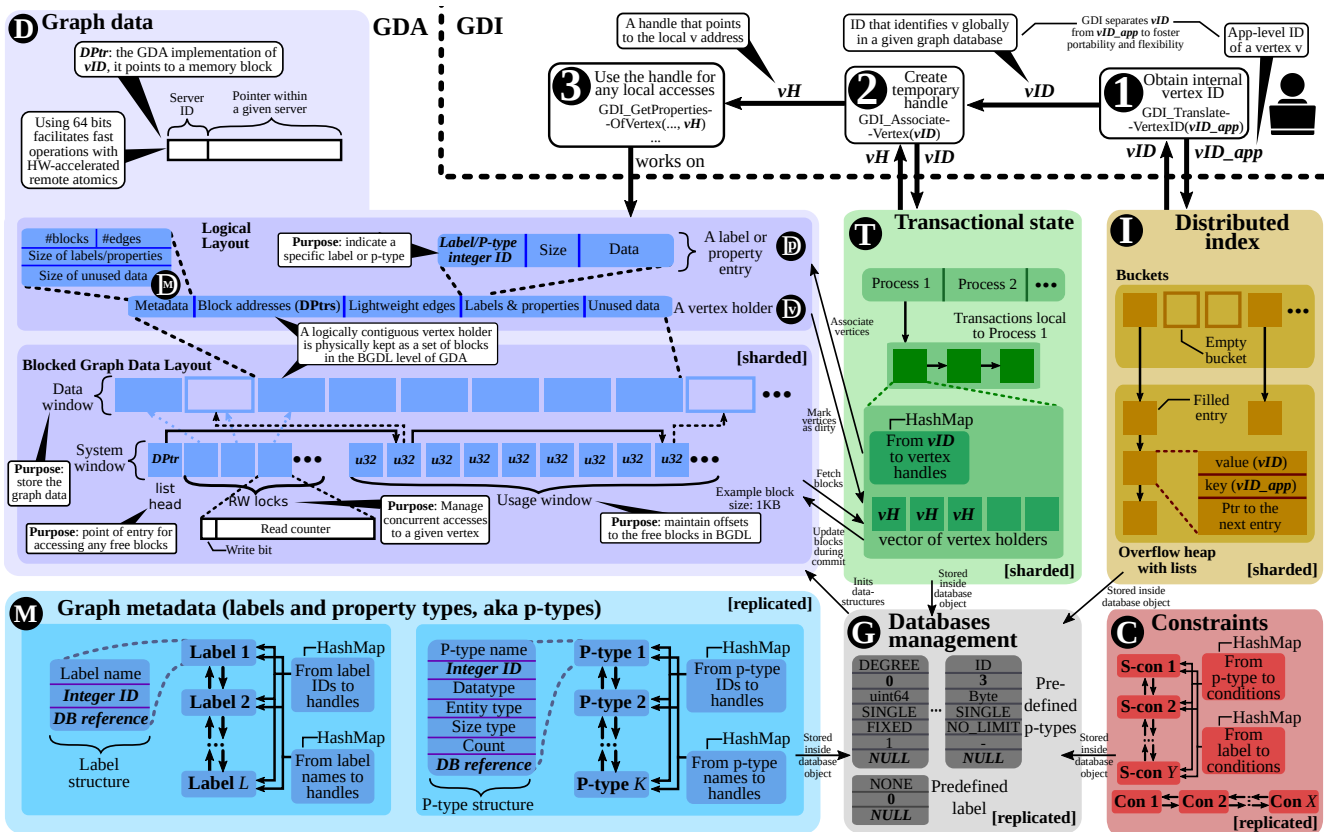 D Graph data
GDA
GDI
DPtr: the GDA implementation of
vID, it points to a memory block
Server
ID
Pointer within
a given server
Using 64 bits
facilitates fast
operations with
HW-accelerated
remote atomics
A handle that points
to the local v address
ID that identifies v globally
in a given graph database
GDI separates vID
from vID_app to foster
portability and flexibility
App-level ID
of a vertex v
3
Use the handle for
any local accesses
GDI_GetProperties-
-OfVertex(..., vH)
...
vH
2
Create
temporary
handle
GDI_Associate-
-Vertex(vID)
vID
1
Obtain internal
vertex ID
GDI_Translate-
-VertexID(vID_app)
works on
vH
vID
vID
vID_app
Logical
Layout
#blocks
#edges
Size of labels/properties
Size of unused data
DM
Purpose: indicate a
specific label or p-type
Label/P-type
integer ID
Size
Data
A label or
property
entry
Dp
Metadata
Block addresses (DPtrs)
Lightweight edges
Labels & properties
Unused data
A vertex holder
Dv
A logically contiguous vertex holder
is physically kept as a set of blocks
in the BGDL level of GDA
Blocked Graph Data Layout
[sharded]
Data
window
Purpose:
store the
graph data
System
window
DPtr
list
head
RW locks
u32 u32 u32 u32 u32 u32 u32 u32 u32
Usage window
Example block
size: 1KB
Purpose: point of entry for
accessing any free blocks
Read counter
Write bit
Purpose: Manage
concurrent accesses
to a given vertex
Purpose: maintain offsets
to the free blocks in BGDL
Associate
vertices
Mark
vertices
as dirty
Fetch
blocks
Update
blocks
during
commit
T Transactional state
Process 1
Process 2
Transactions local
to Process 1
HashMap
From vID
to vertex
handles
vH vH vH
vector of vertex holders
[sharded]
I Distributed
index
Buckets
Empty
bucket
Filled
entry
value (vID)
key (vID_app)
Ptr to the
next entry
Overflow heap
with lists
[sharded]
Inits
data-
structures
Stored
inside
database
object
Stored inside
database object
M Graph metadata (labels and property types, aka p-types)
[replicated]
Label name
Integer ID
DB reference
Label
structure
Label 1
Label 2
Label L
HashMap
From label
IDs to
handles
HashMap
From label
names to
handles
P-type name
Integer ID
Datatype
Entity type
Size type
Count
DB reference
P-type structure
P-type 1
P-type 2
P-type K
HashMap
From p-type
IDs to
handles
HashMap
From p-type
names to
handles
Stored
inside
database
object
G Databases
management
DEGREE
0
uint64
SINGLE
FIXED
1
NULL
...
ID
3
Byte
SINGLE
NO_LIMIT
-
NULL
Pre-
defined
p-types
NONE
0
NULL
Predefined
label
[replicated]
Stored
inside
database
object
C Constraints
S-con 1
S-con 2
S-con Y
HashMap
From
p-type to
conditions
HashMap
From
label to
conditions
Con 1
Con 2
Con X
[replicated]